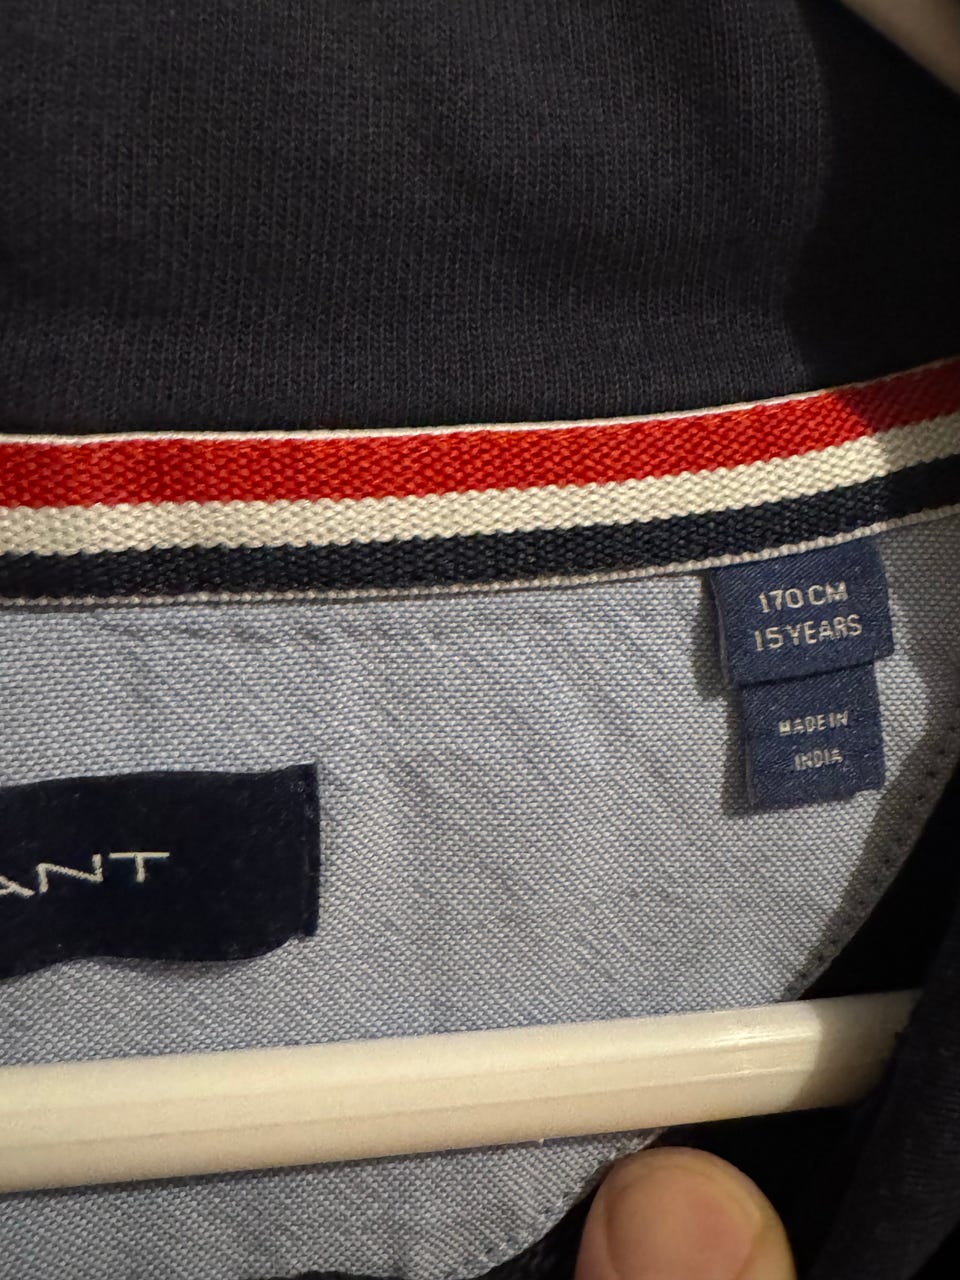 170 CM
15 YEARS
MADE IN
INDIA
ANT